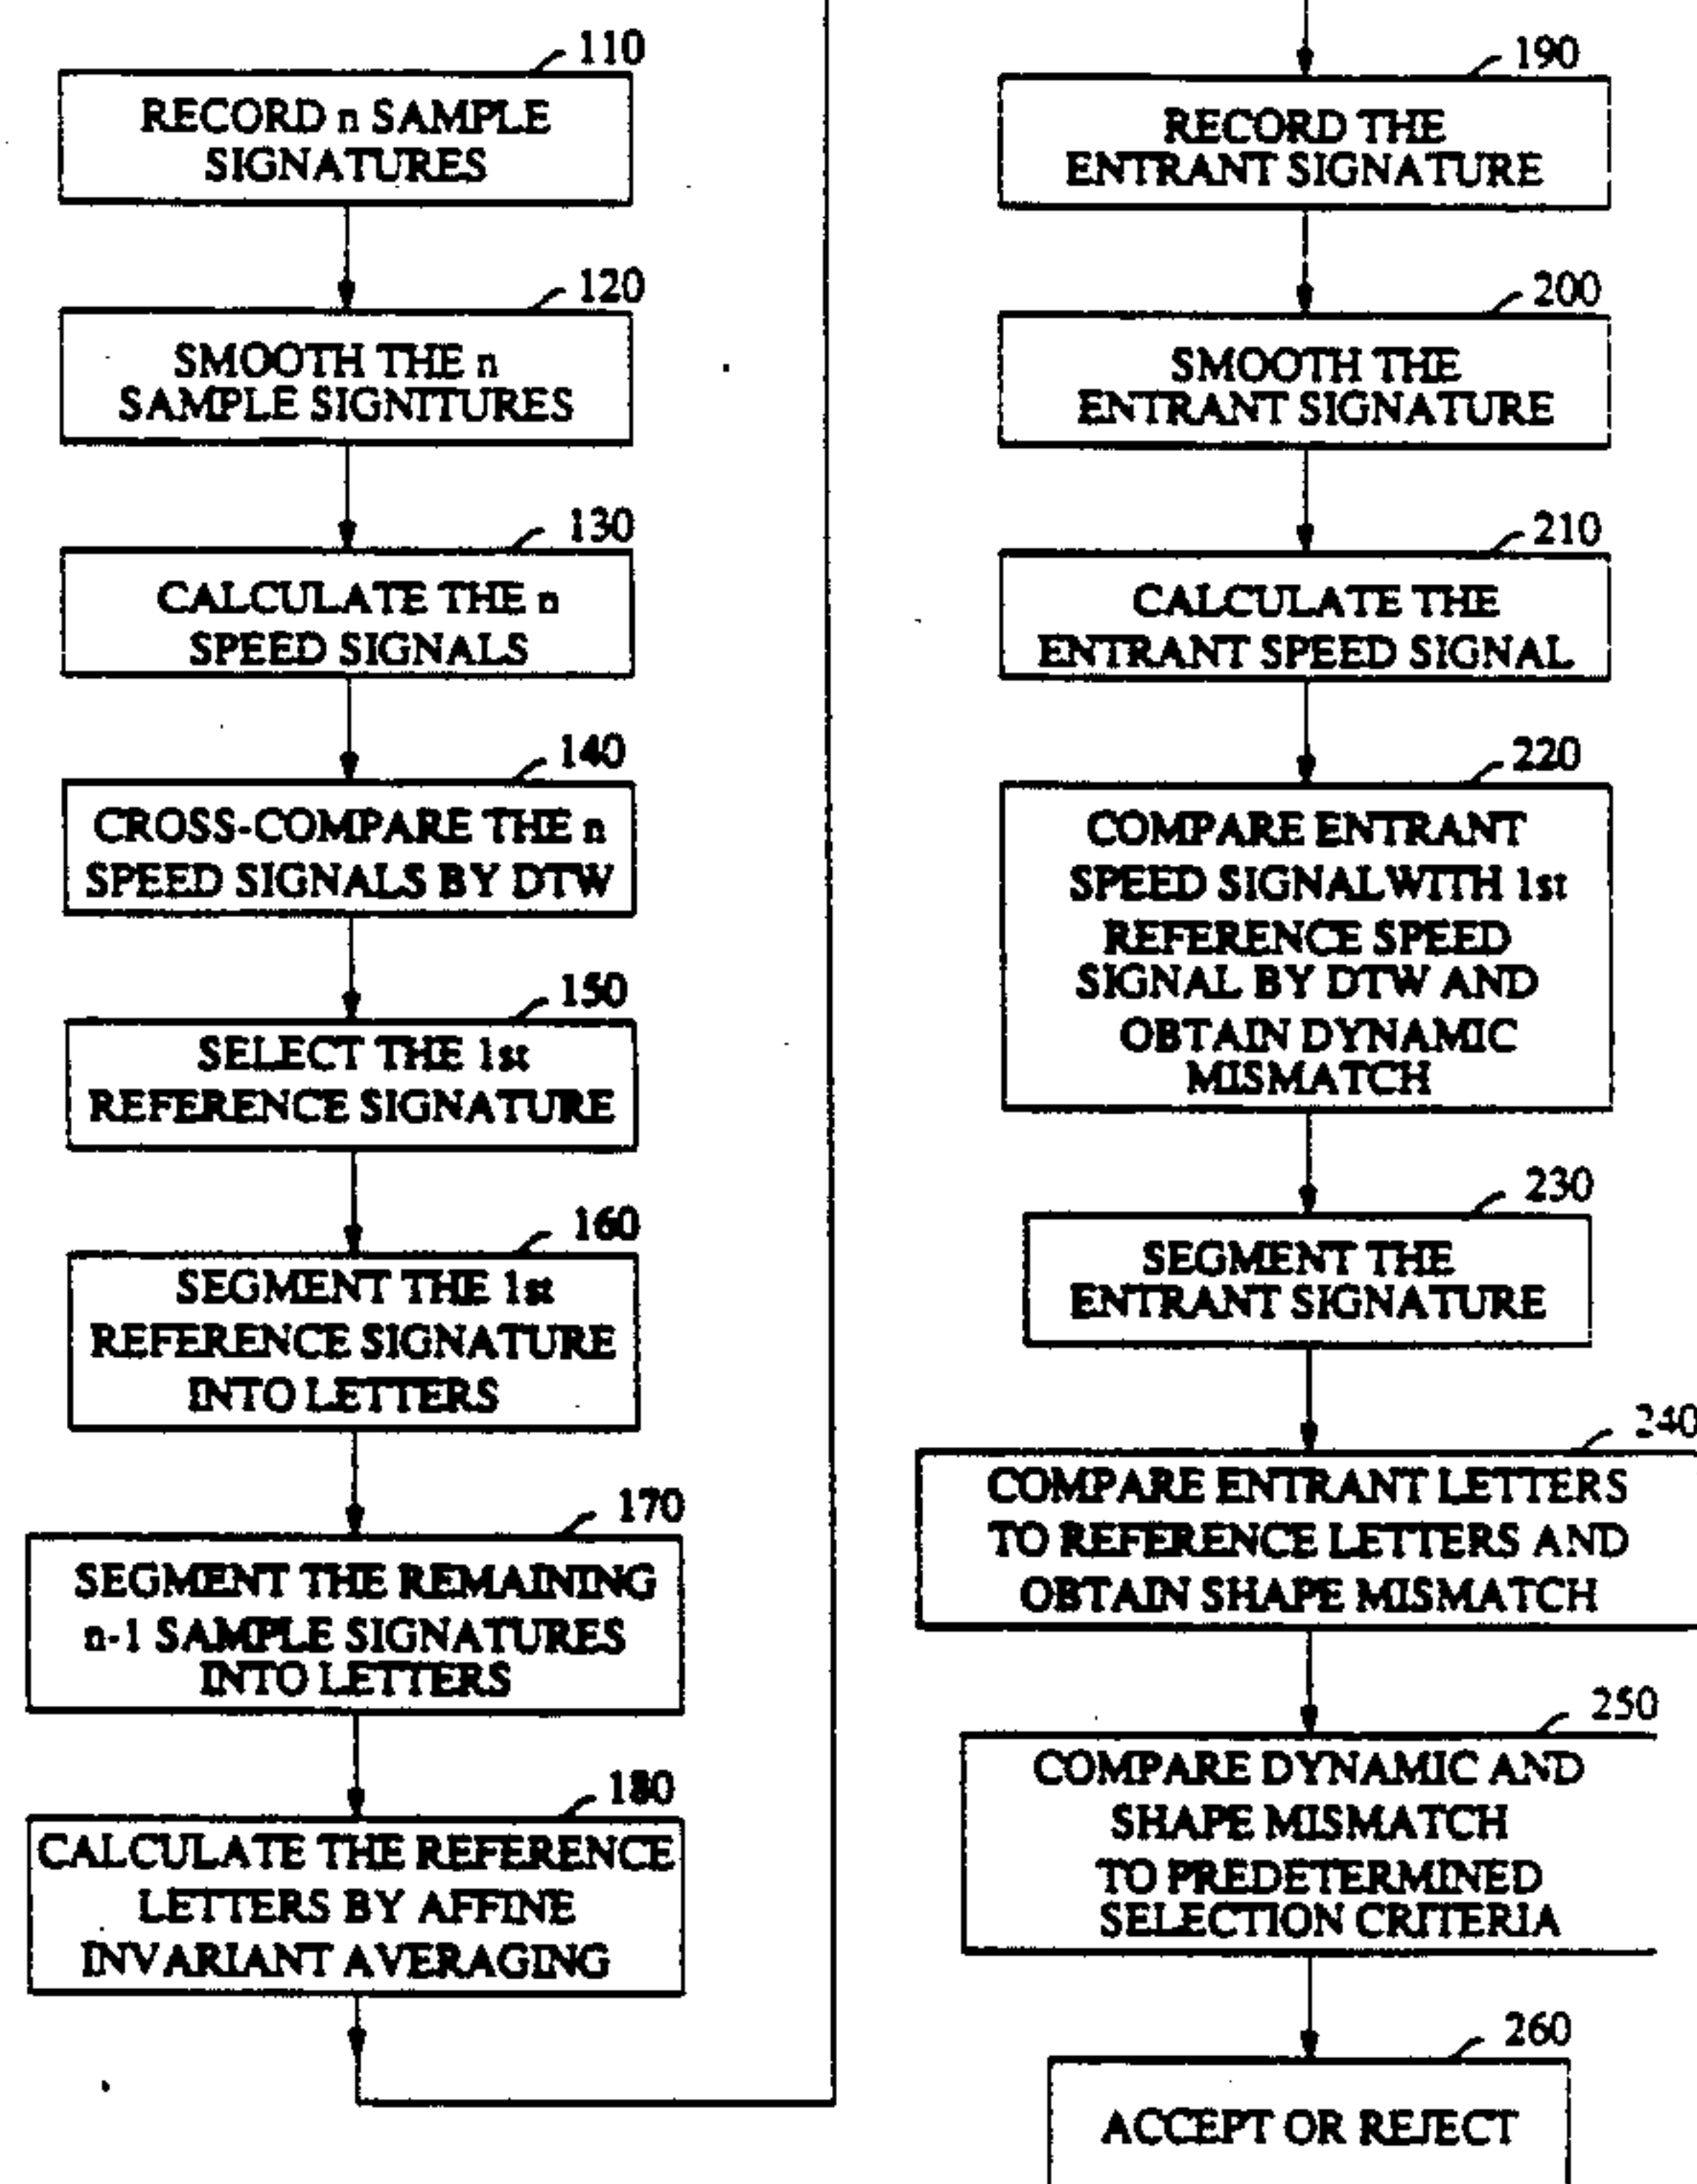 110
RECORD n SAMPLE
SIGNATURES
120
SMOOTH THE n
SAMPLE SIGNITURES
130
CALCULATE THE n
SPEED SIGNALS
140
CROSS-COMPARE THE n
SPEED SIGNALS BY DTW
150
SELECT THE 1st
REFERENCE SIGNATURE
160
SEGMENT THE 1st
REFERENCE SIGNATURE
INTO LETTERS
170
SEGMENT THE REMAINING
n-1 SAMPLE SIGNATURES
INTO LETTERS
180
CALCULATE THE REFERENCE
LETTERS BY AFFINE
INVARIANT AVERAGING
190
RECORD THE
ENTRANT SIGNATURE
200
SMOOTH THE
ENTRANT SIGNATURE
210
CALCULATE THE
ENTRANT SPEED SIGNAL
220
COMPARE ENTRANT
SPEED SIGNAL WITH 1st
REFERENCE SPEED
SIGNAL BY DTW AND
OBTAIN DYNAMIC
MISMATCH
230
SEGMENT THE
ENTRANT SIGNATURE
240
COMPARE ENTRANT LETTERS
TO REFERENCE LETTERS AND
OBTAIN SHAPE MISMATCH
250
COMPARE DYNAMIC AND
SHAPE MISMATCH
TO PREDETERMINED
SELECTION CRITERIA
260
ACCEPT OR REJECT